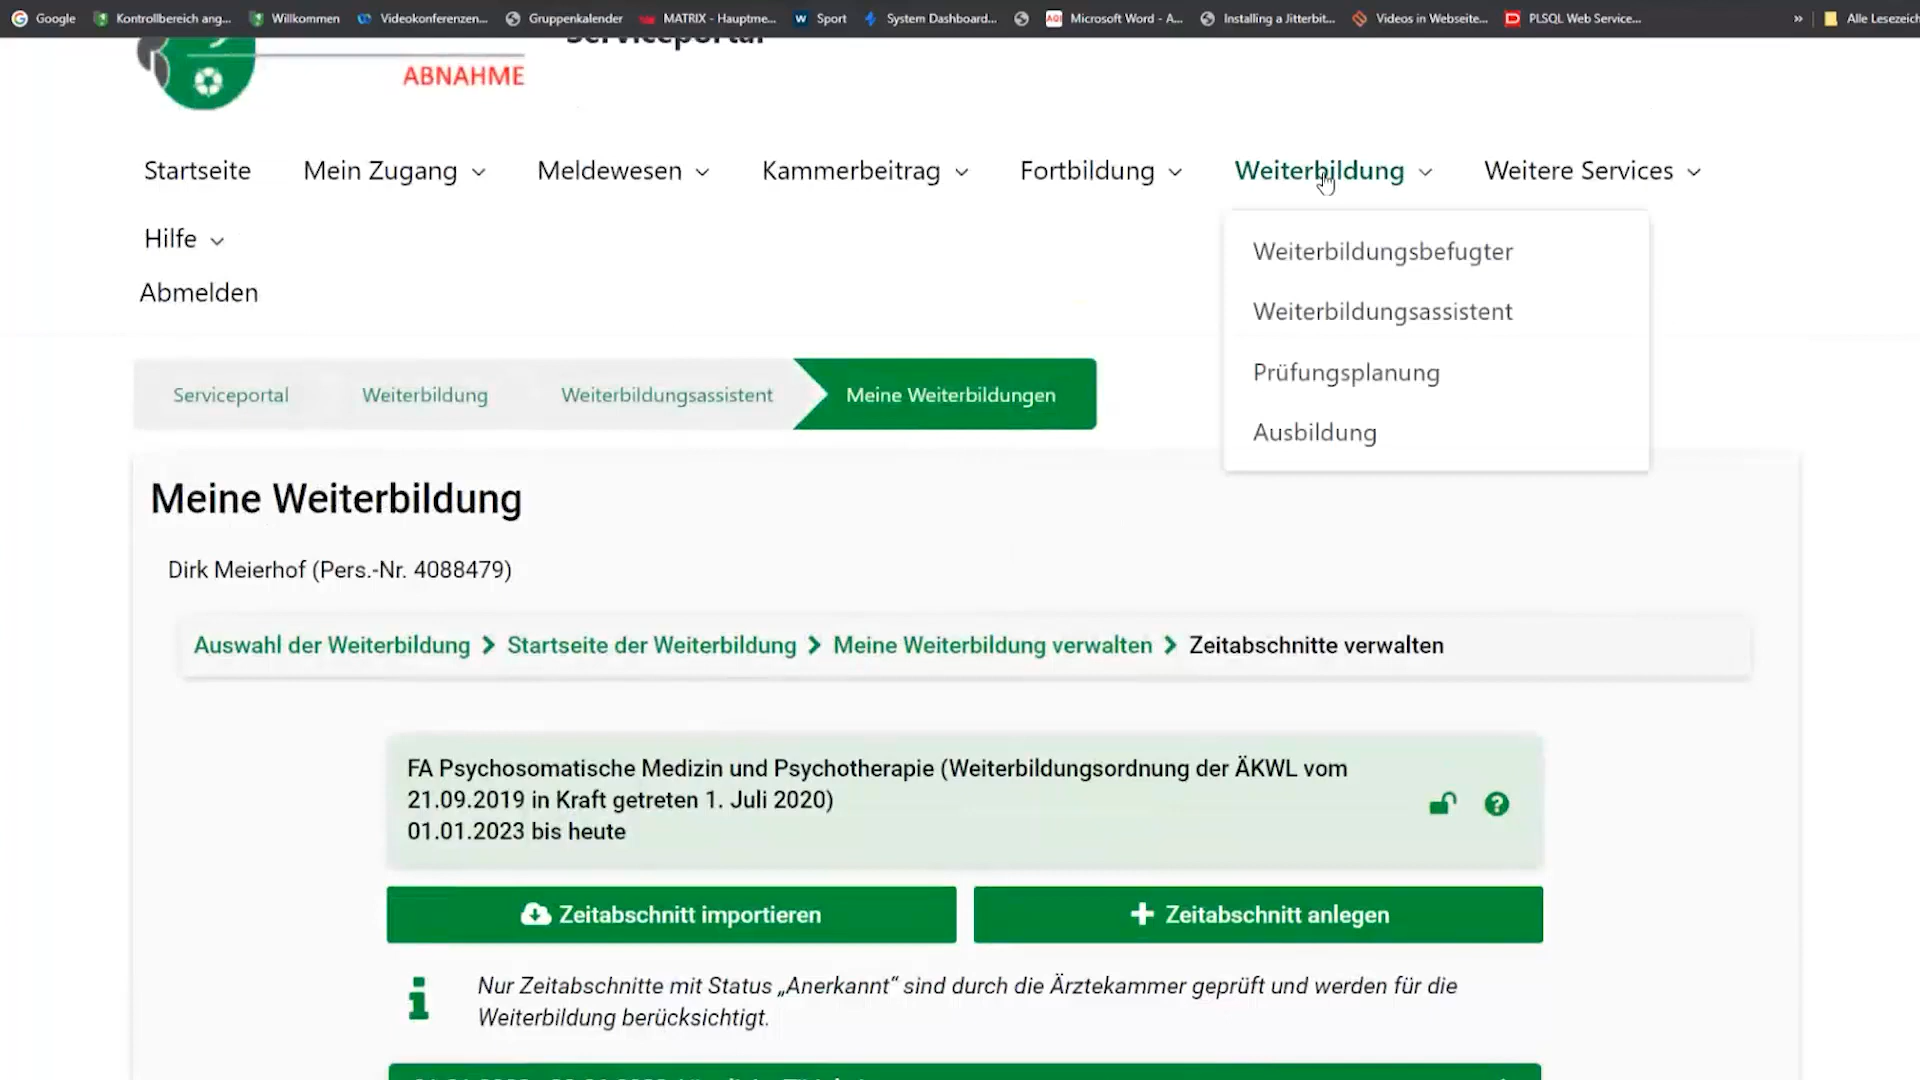 Google Kontrollbereich ang... Willkommen Videokonferenzen... Gruppenkalender MATRIX - Hauptme... Sport System Dashboard... Microsoft Word - A... Installing a Jitterbit... Videos in Webseite... PLSQL Web Service... » Alle Lesezeich
Serviceportal
ABNAHME
Startseite Mein Zugang Meldewesen Kammerbeitrag Fortbildung Weiterbildung Weitere Services
Hilfe
Abmelden
Weiterbildungsbefugter
Weiterbildungsassistent
Prüfungsplanung
Ausbildung
Serviceportal Weiterbildung Weiterbildungsassistent Meine Weiterbildungen
Meine Weiterbildung
Dirk Meierhof (Pers.-Nr. 4088479)
Auswahl der Weiterbildung Startseite der Weiterbildung Meine Weiterbildung verwalten Zeitabschnitte verwalten
FA Psychosomatische Medizin und Psychotherapie (Weiterbildungsordnung der ÄKWL vom
21.09.2019 in Kraft getreten 1. Juli 2020)
01.01.2023 bis heute
Zeitabschnitt importieren Zeitabschnitt anlegen
Nur Zeitabschnitte mit Status „Anerkannt“ sind durch die Ärztekammer geprüft und werden für die
Weiterbildung berücksichtigt.